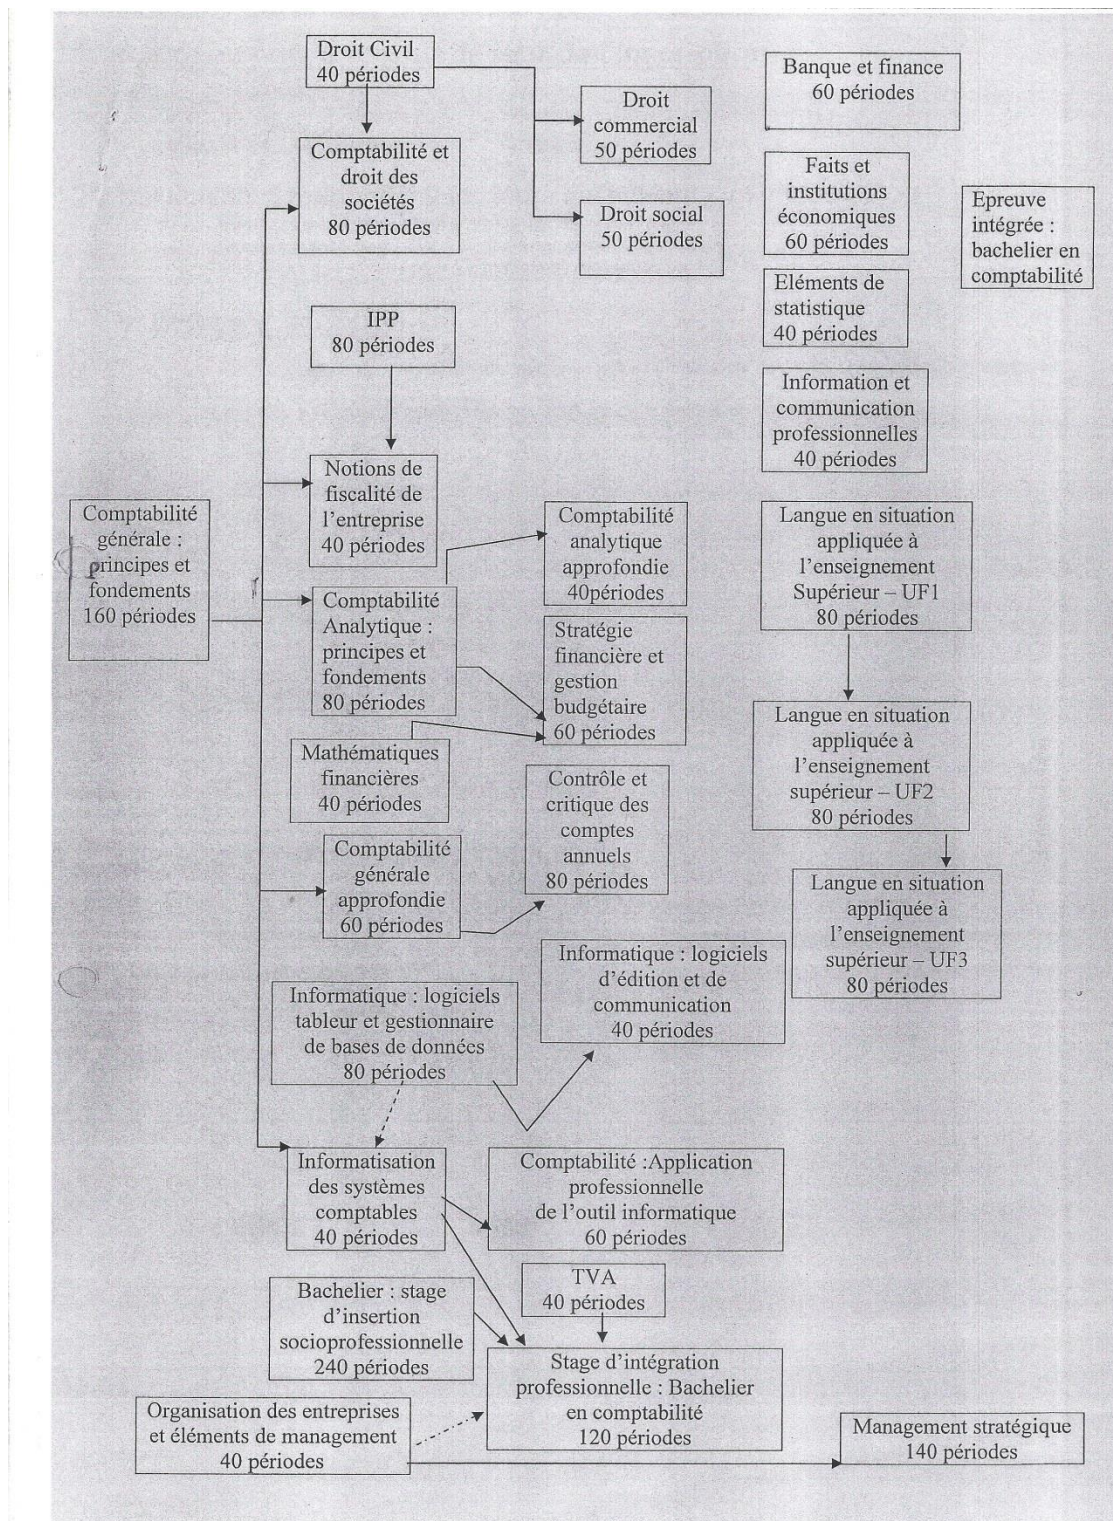 Droit Civil
40 périodes
Banque et finance
60 périodes
Droit
commercial
50 périodes
Comptabilité et
droit des
sociétés
80 périodes
Faits et
institutions
économiques
60 périodes
Epreuve
intégrée :
bachelier en
comptabilité
Droit social
50 périodes
Eléments de
statistique
40 périodes
IPP
80 périodes
Information et
communication
professionnelles
40 périodes
Notions de
fiscalité de
l'entreprise
40 périodes
Comptabilité
générale :
principes et
fondements
160 périodes
Comptabilité
analytique
approfondie
40périodes
Langue en situation
appliquée à
l'enseignement
Supérieur – UF1
80 périodes
Comptabilité
Analytique :
principes et
fondements
80 périodes
Stratégie
financière et
gestion
budgétaire
60 périodes
Langue en situation
appliquée à
l'enseignement
supérieur – UF2
80 périodes
Mathématiques
financières
40 périodes
Contrôle et
critique des
comptes
annuels
80 périodes
Comptabilité
générale
approfondie
60 périodes
Langue en situation
appliquée à
l'enseignement
supérieur – UF3
80 périodes
Informatique : logiciels
d'édition et de
communication
40 périodes
Informatique : logiciels
tableur et gestionnaire
de bases de données
80 périodes
Informatisation
des systèmes
comptables
40 périodes
Comptabilité :Application
professionnelle
de l'outil informatique
60 périodes
TVA
40 périodes
Bachelier : stage
d'insertion
socioprofessionnelle
240 périodes
Stage d'intégration
professionnelle : Bachelier
en comptabilité
120 périodes
Organisation des entreprises
et éléments de management
40 périodes
Management stratégique
140 périodes